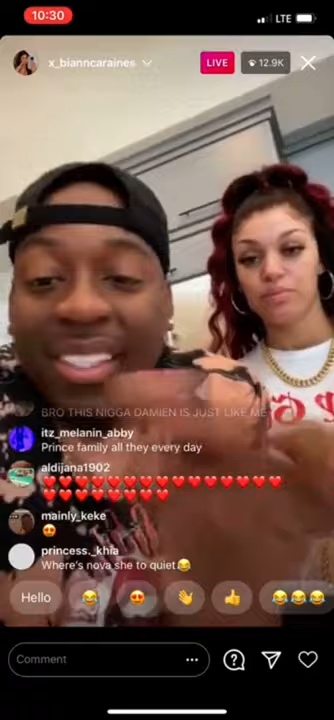 10:30
LTE
x_bianncaraines
LIVE
12.9K
BRO THIS NIGGA DAMIEN IS JUST LIKE ME
itz_melanin_abby
Prince family all they every day
aldijana1902
❤️❤️❤️❤️❤️❤️❤️❤️❤️❤️❤️❤️❤️❤️❤️
❤️❤️❤️❤️❤️❤️❤️❤️
mainly_keke
😍
princess._khia
Where's nova she to quiet😂
Hello 😂 😍 👋 👍 😂😂😂
Comment